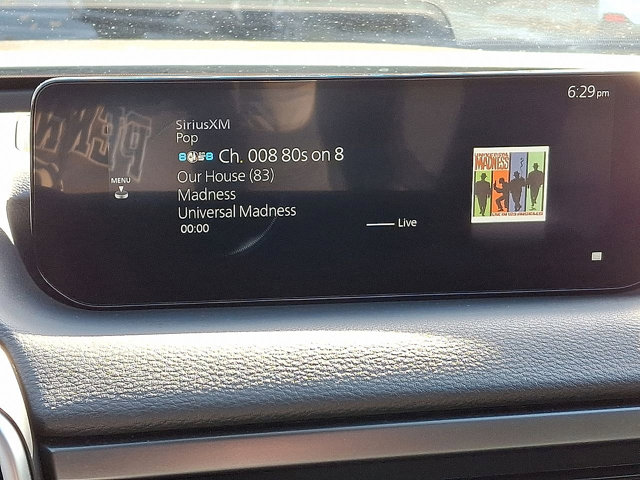 6:29pm
SiriusXM
Pop
Ch. 008 80s on 8
Our House (83)
Madness
Universal Madness
00:00
Live
MENU
UNIVERSAL
MADNESS